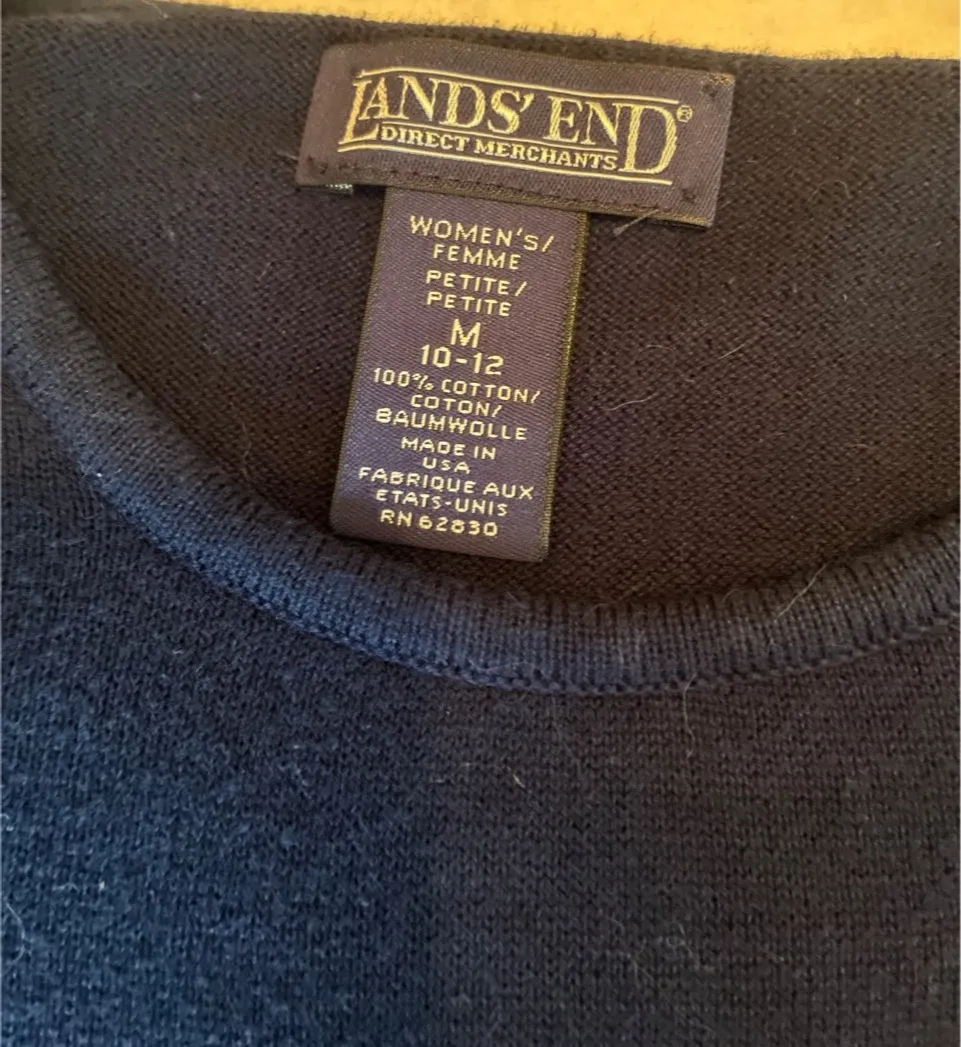 LANDS' END®
DIRECT MERCHANTS
WOMEN'S/
FEMME
PETITE/
PETITE
M
10-12
100% COTTON/
COTON/
BAUMWOLLE
MADE IN
USA
FABRIQUE AUX
ETATS-UNIS
RN 62830